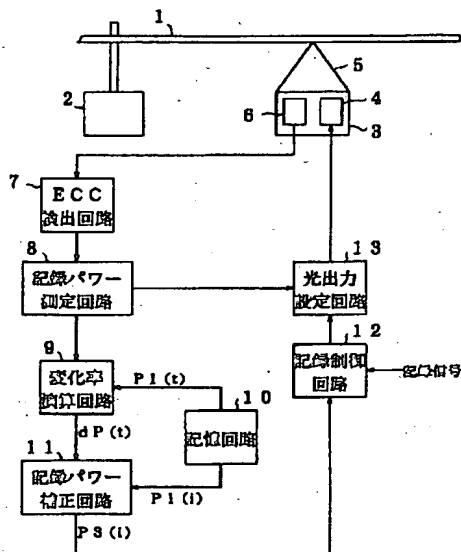 1
2
5
4
6
3
7
ECC
検出回路
8
記録パワー
測定回路
13
光出力
設定回路
9
変化率
演算回路
P1(t)
12
記録制御
回路
記録信号
10
記憶回路
dP(t)
11
記録パワー
補正回路
P1(i)
P3(i)